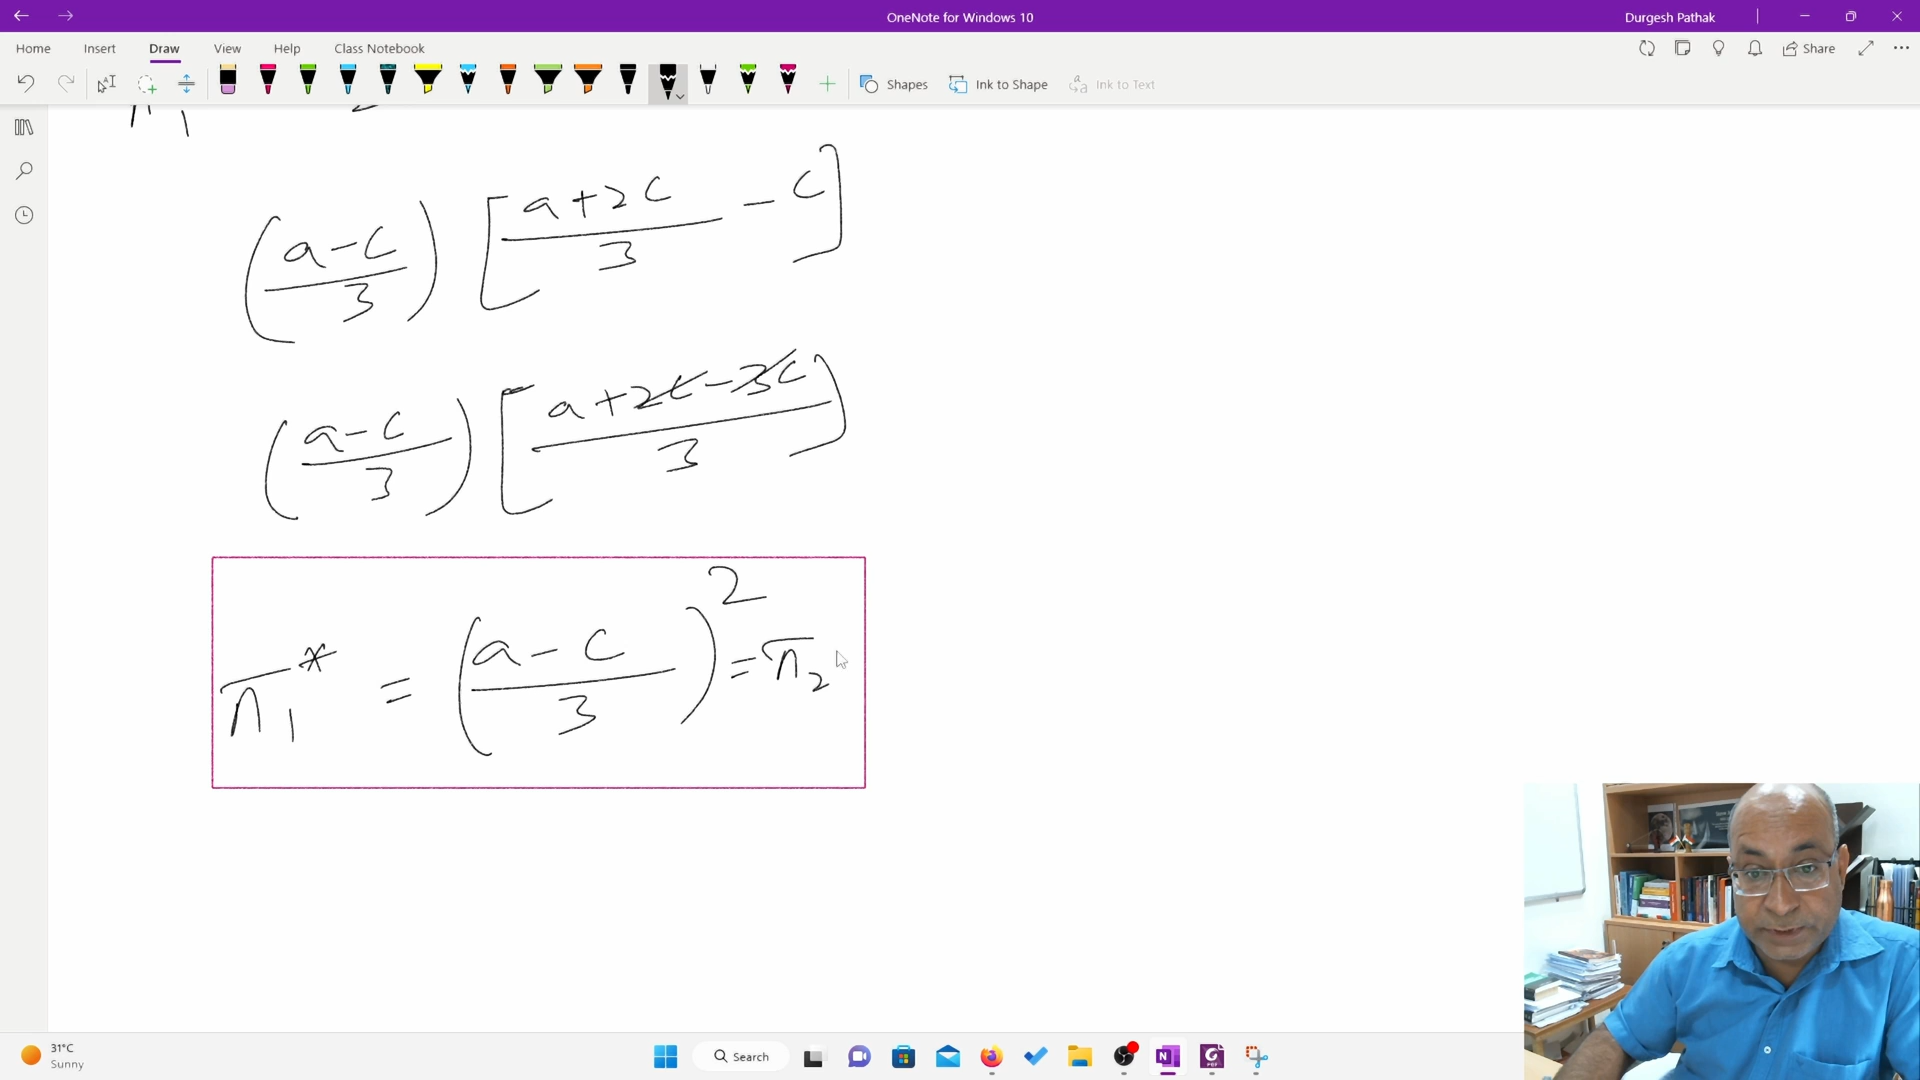 OneNote for Windows 10
Durgesh Pathak
Home Insert Draw View Help Class Notebook
Share
Shapes Ink to Shape Ink to Text
π1
(a-c/3) [a+2c/3 - c]
(a-c/3) [a+2c-3c/3]
π1* = (a-c/3)2 = π2
31°C
Sunny
Search